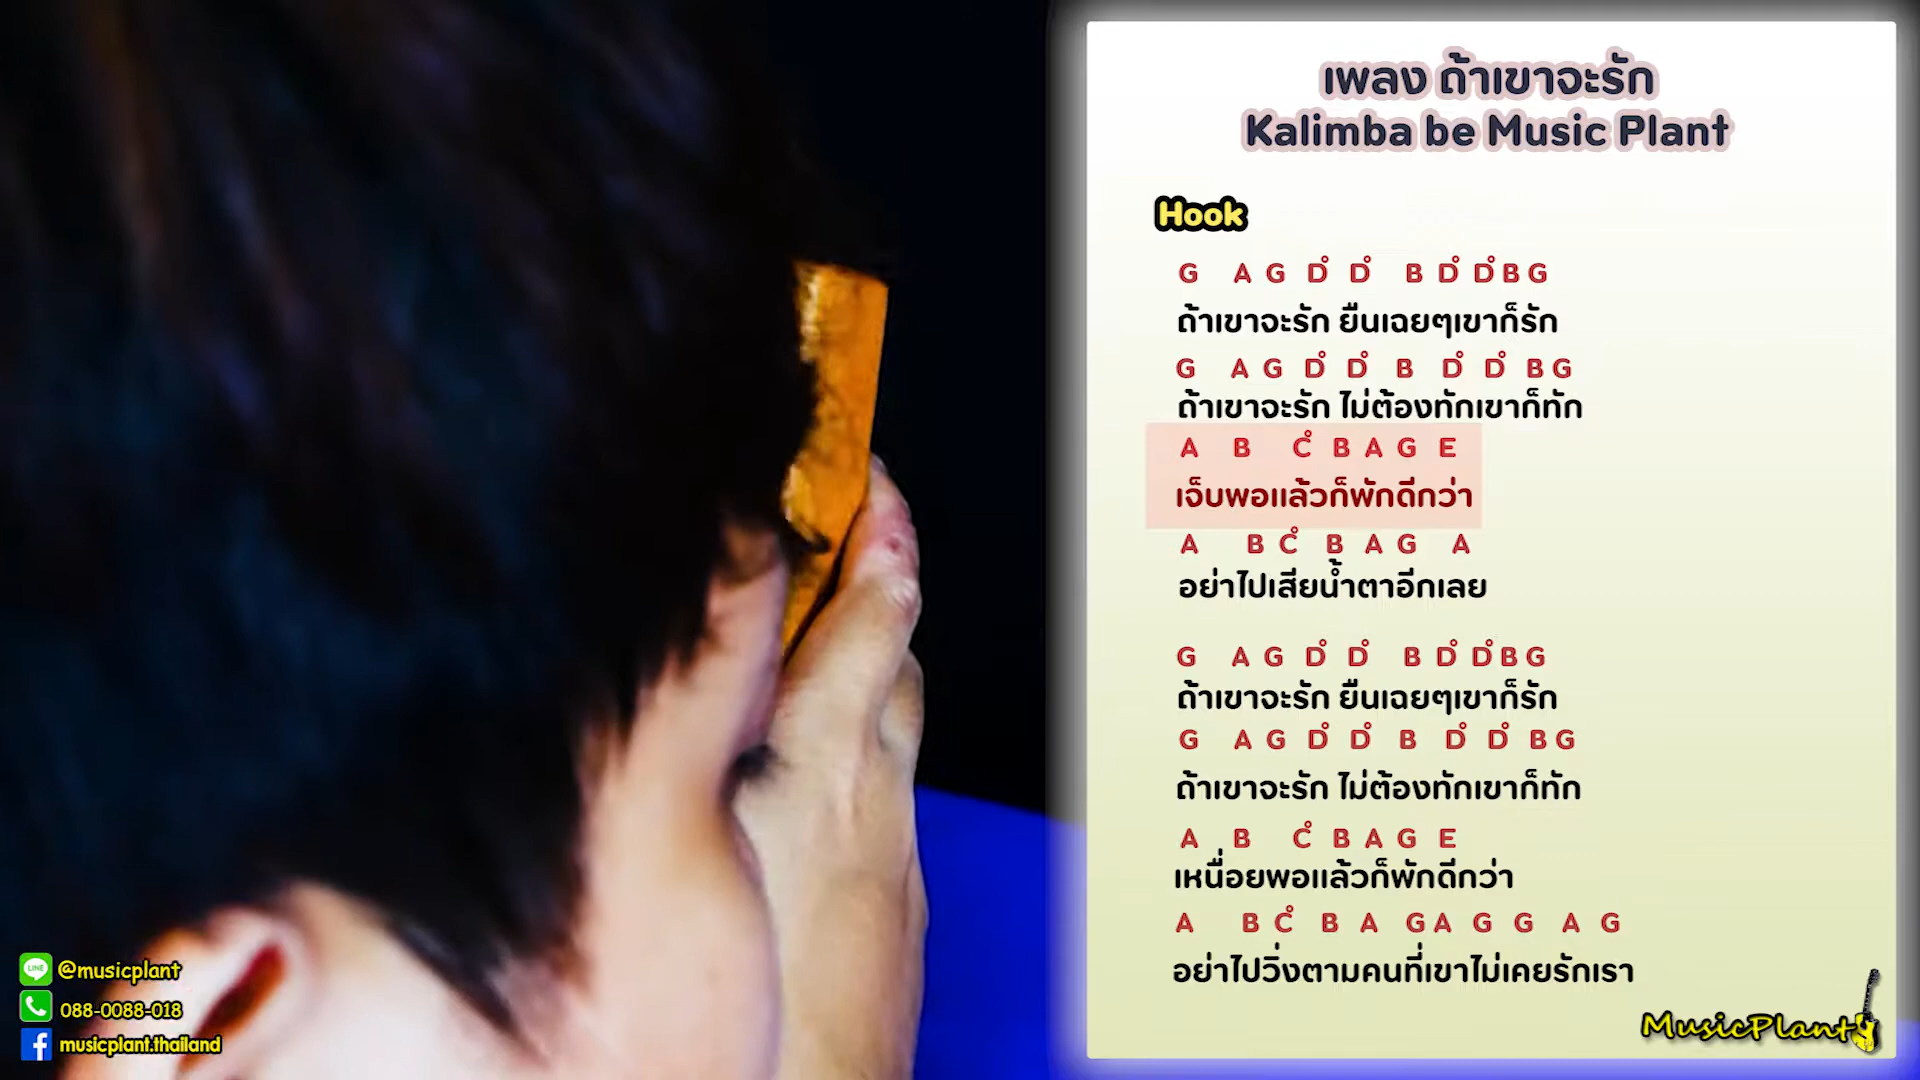 เพลง ถ้าเขาจะรัก
Kalimba be Music Plant
Hook
G A G D̊ D̊ B D̊ D̊ B G
ถ้าเขาจะรัก ยืนเฉยๆเขาก็รัก
G A G D̊ D̊ B D̊ D̊ B G
ถ้าเขาจะรัก ไม่ต้องทักเขาก็ทัก
A B C̊ B A G E
เจ็บพอแล้วก็พักดีกว่า
A B C̊ B A G A
อย่าไปเสียน้ำตาอีกเลย
G A G D̊ D̊ B D̊ D̊ B G
ถ้าเขาจะรัก ยืนเฉยๆเขาก็รัก
G A G D̊ D̊ B D̊ D̊ B G
ถ้าเขาจะรัก ไม่ต้องทักเขาก็ทัก
A B C̊ B A G E
เหนื่อยพอแล้วก็พักดีกว่า
A B C̊ B A G A G G A G
อย่าไปวิ่งตามคนที่เขาไม่เคยรักเรา
LINE @musicplant
088-0088-018
musicplant.thailand
MusicPlant